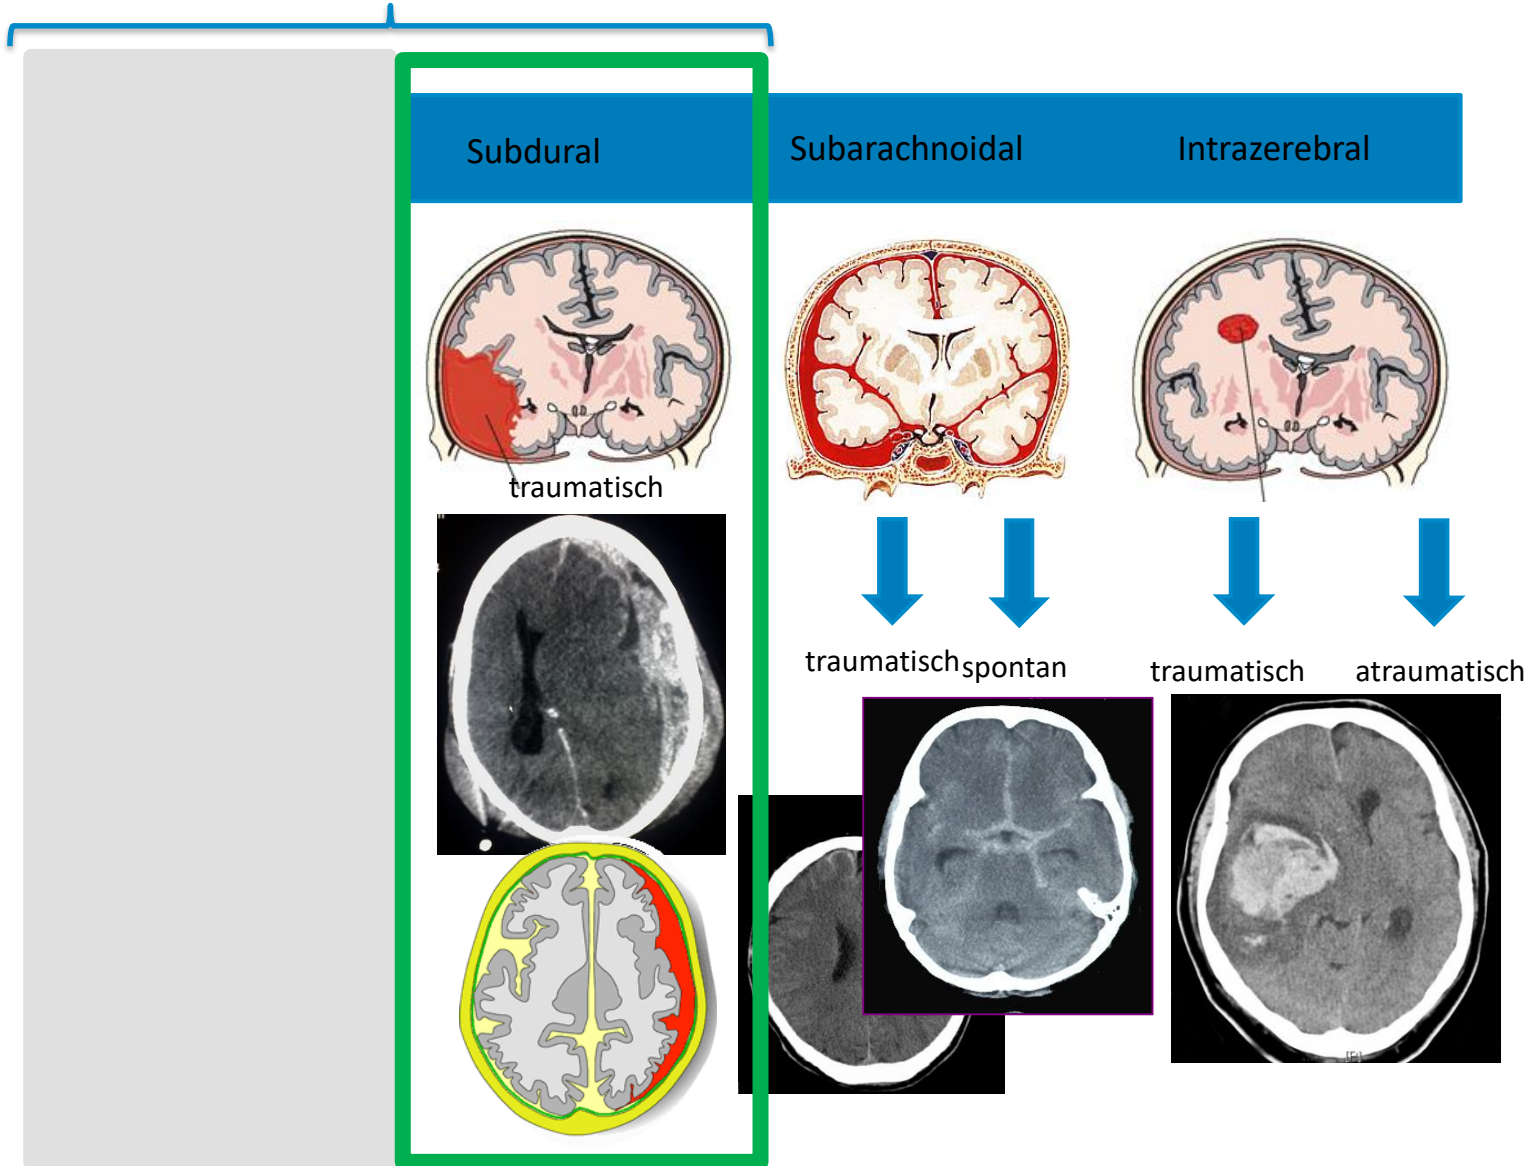 Subdural
Subarachnoidal
Intrazerebral
traumatisch
traumatisch
spontan
traumatisch
atraumatisch